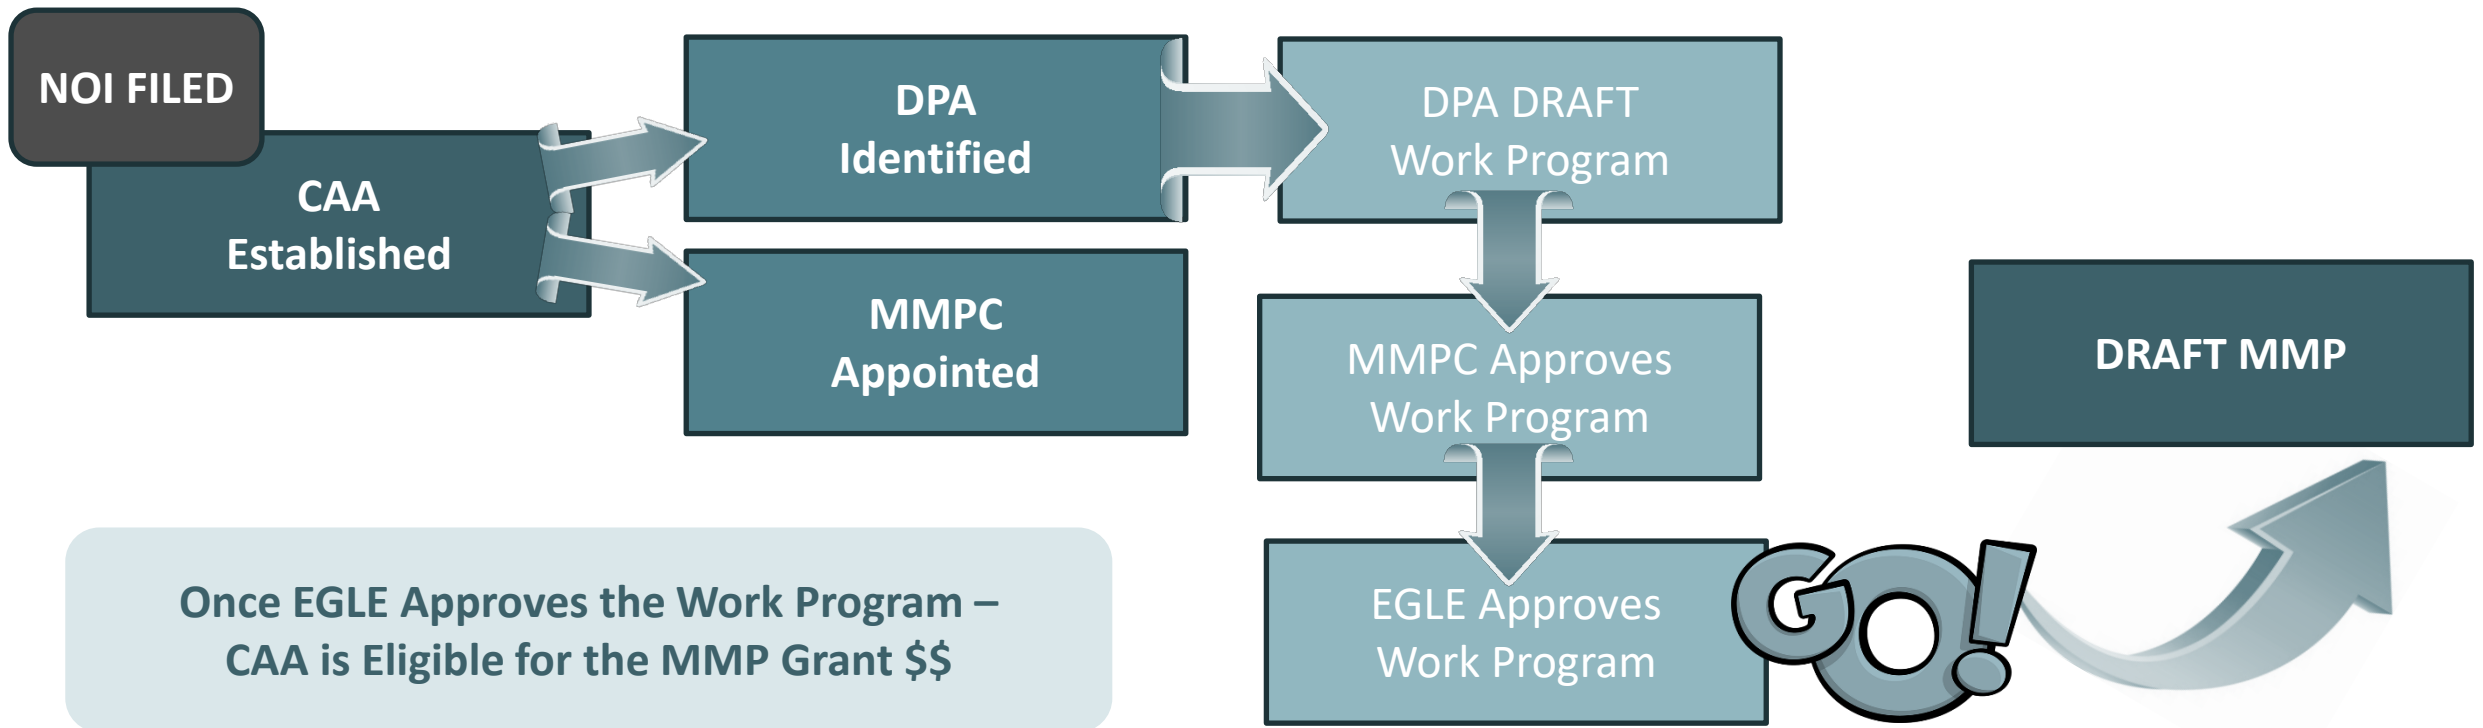 NOI FILED
CAA
Established
DPA
Identified
MMPC
Appointed
DPA DRAFT
Work Program
MMPC Approves
Work Program
EGLE Approves
Work Program
GO!
DRAFT MMP
Once EGLE Approves the Work Program –
CAA is Eligible for the MMP Grant $$